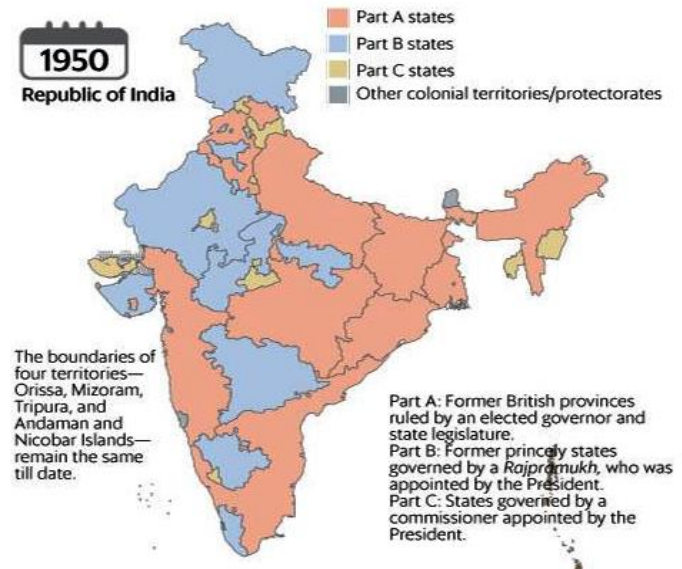 Part A states
Part B states
Part C states
Other colonial territories/protectorates
1950
Republic of India
The boundaries of
four territories—
Orissa, Mizoram,
Tripura, and
Andaman and
Nicobar Islands—
remain the same
till date.
Part A: Former British provinces
ruled by an elected governor and
state legislature.
Part B: Former princely states
governed by a Rajpramukh, who was
appointed by the President.
Part C: States governed by a
commissioner appointed by the
President.